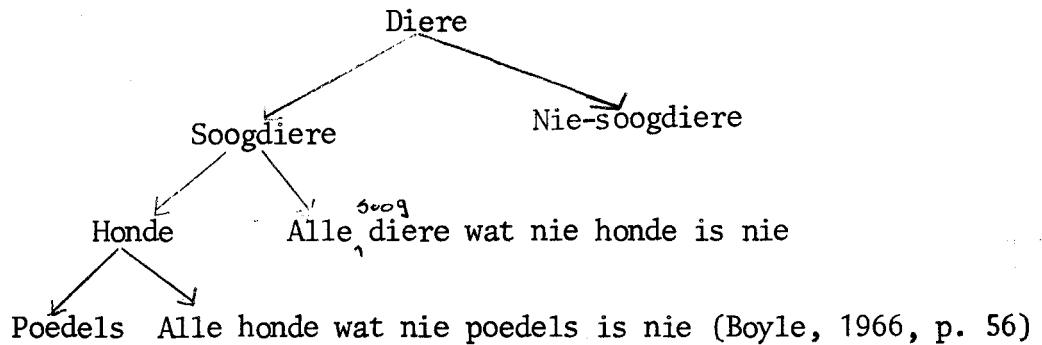 Diere
Soogdiere Nie-soogdiere
soog
Honde Alle diere wat nie honde is nie
Poedels Alle honde wat nie poedels is nie (Boyle, 1966, p. 56)